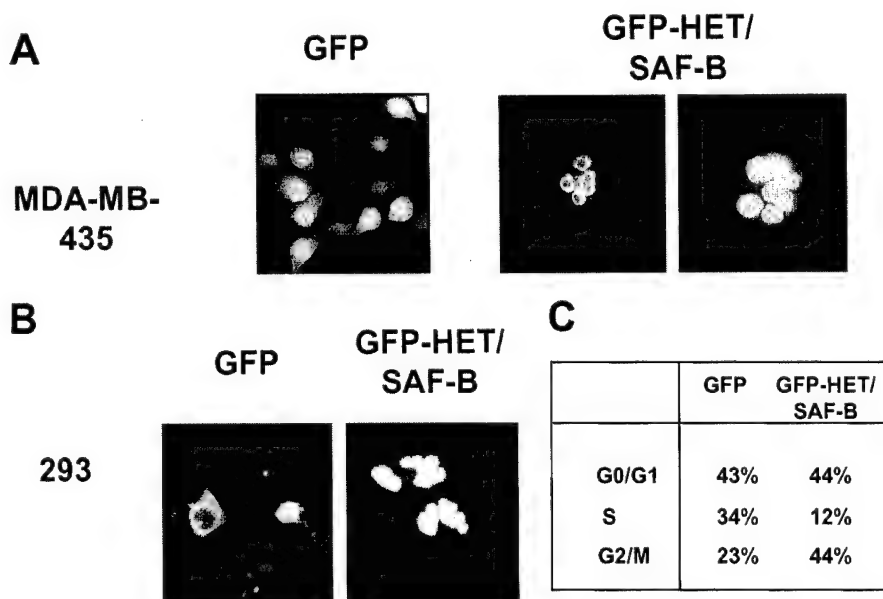 A
GFP
GFP-HET/
SAF-B
MDA-MB-
435
B
GFP
GFP-HET/
SAF-B
293
C
GFP GFP-HET/
SAF-B
G0/G1 43% 44%
S 34% 12%
G2/M 23% 44%